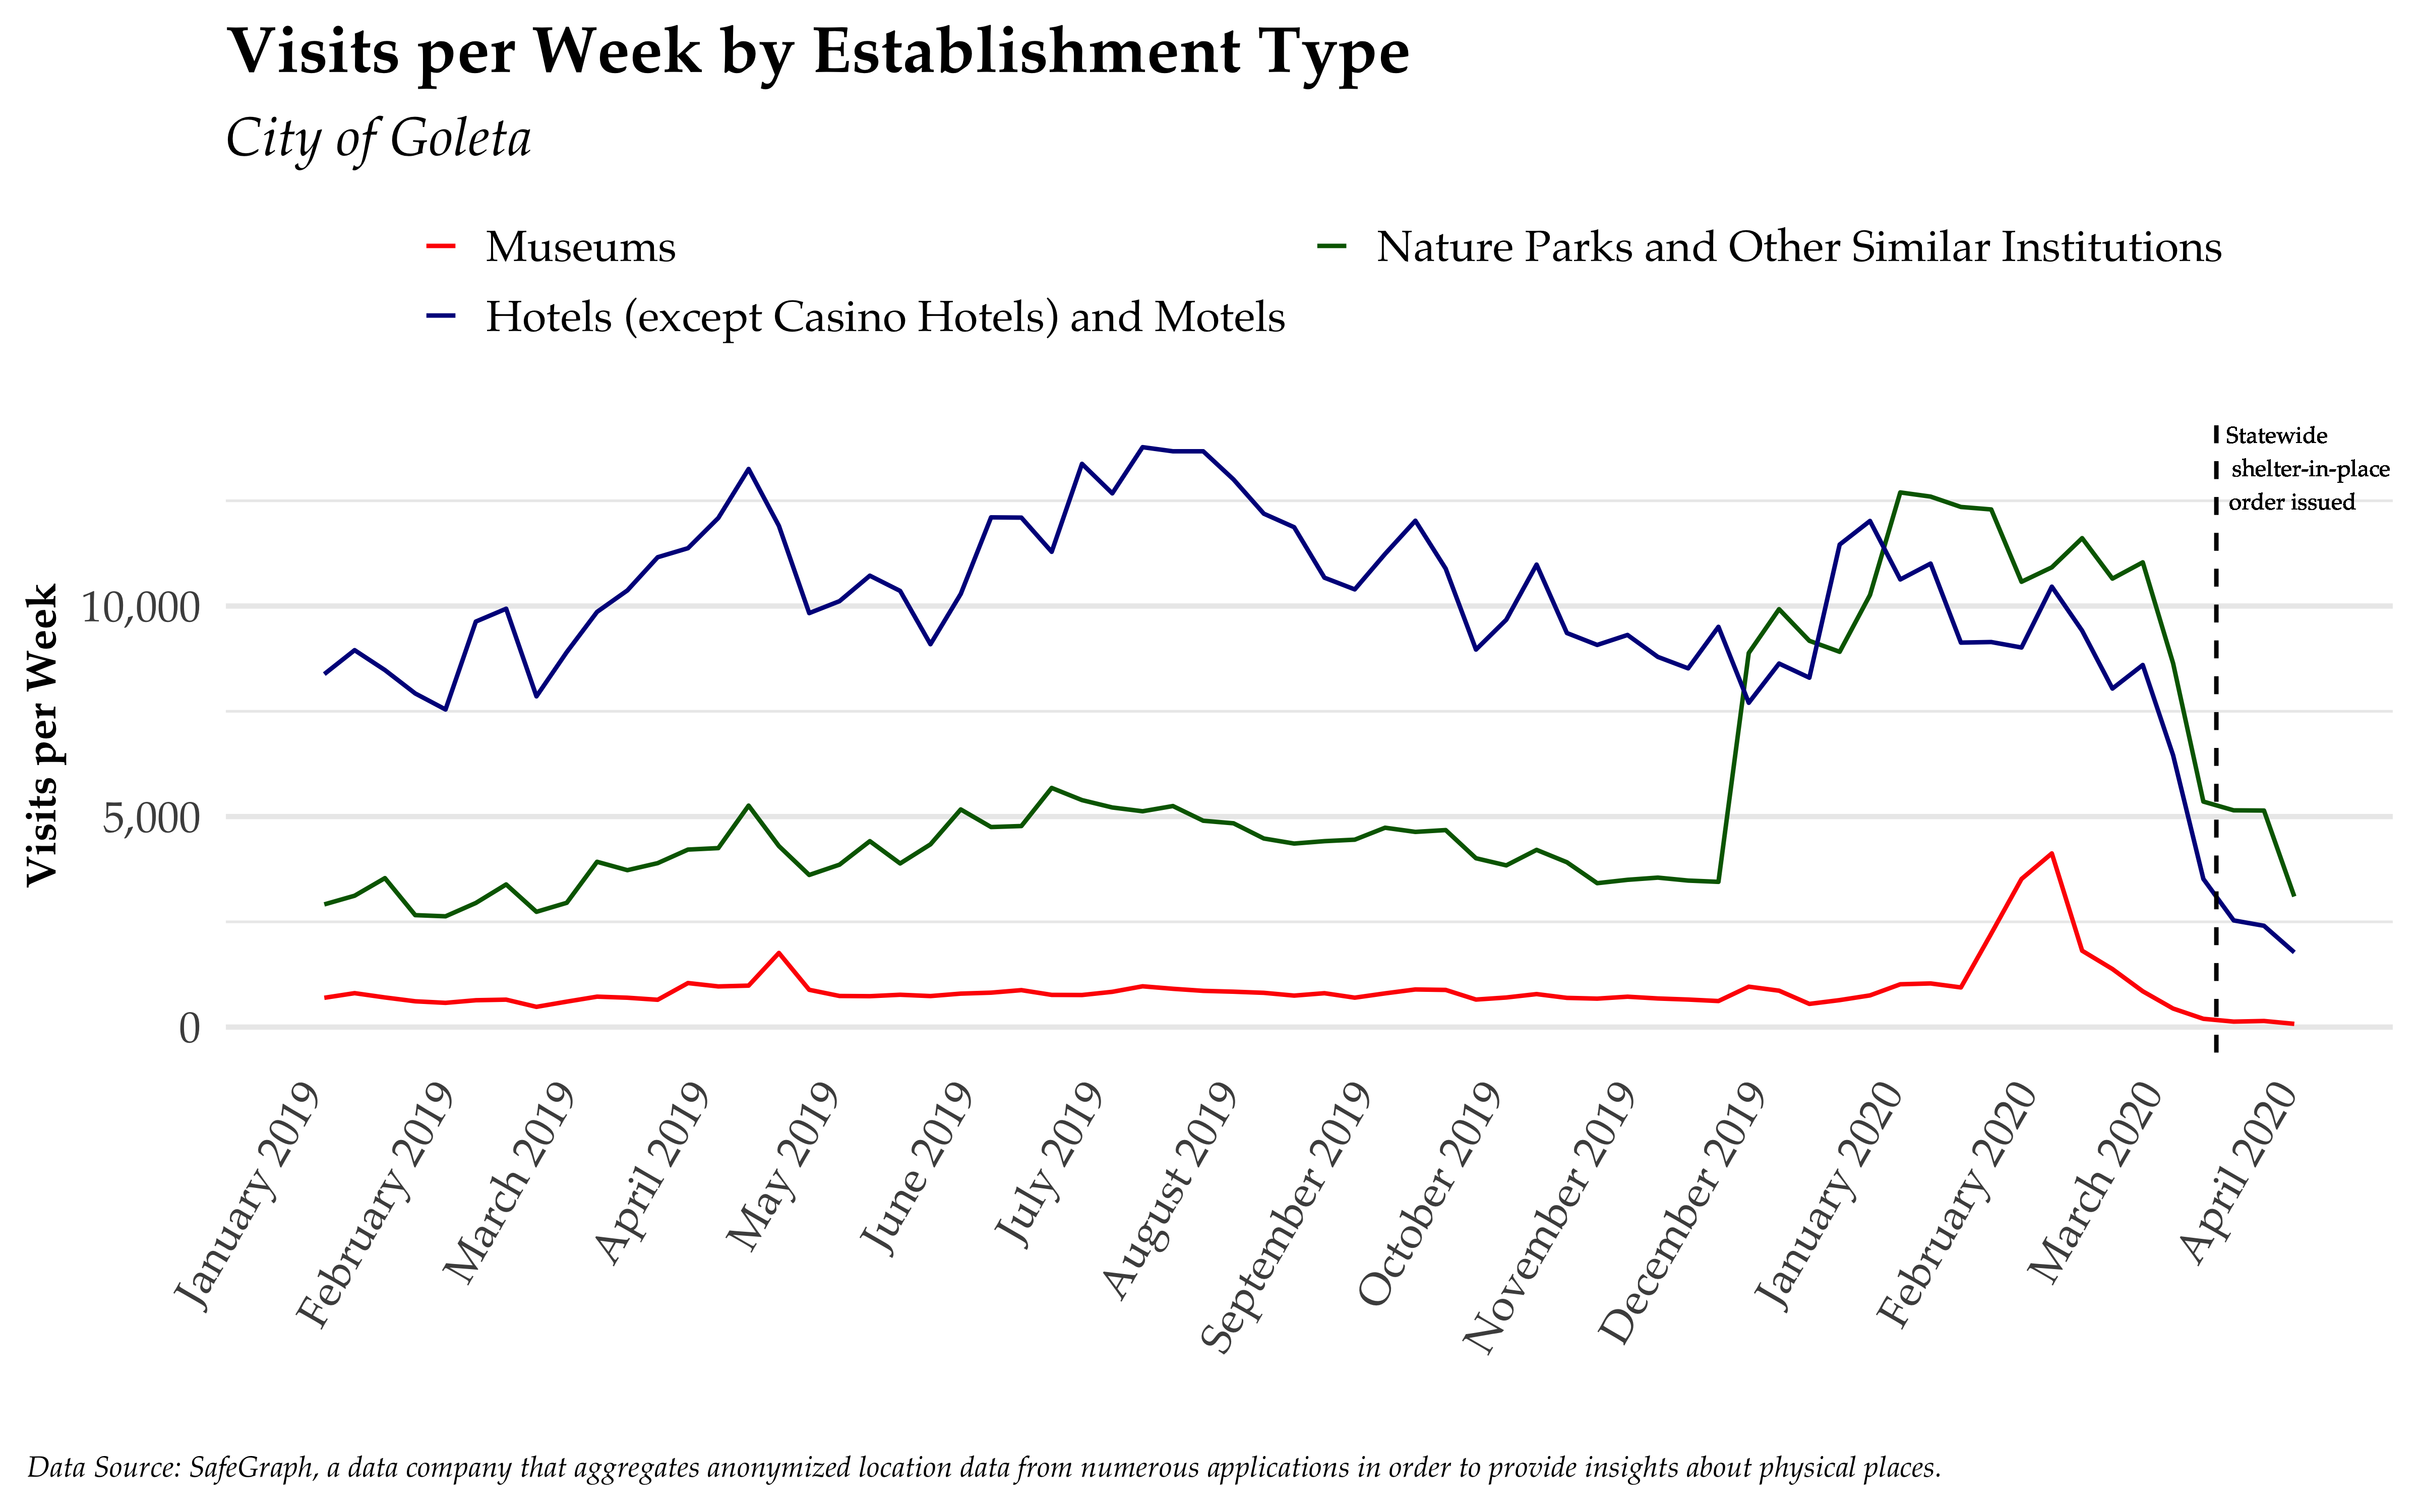 Visits per Week by Establishment Type
City of Goleta
Museums
Nature Parks and Other Similar Institutions
Hotels (except Casino Hotels) and Motels
Statewide
shelter-in-place
order issued
Visits per Week
10,000
5,000
0
January 2019
February 2019
March 2019
April 2019
May 2019
June 2019
July 2019
August 2019
September 2019
October 2019
November 2019
December 2019
January 2020
February 2020
March 2020
April 2020
Data Source: SafeGraph, a data company that aggregates anonymized location data from numerous applications in order to provide insights about physical places.